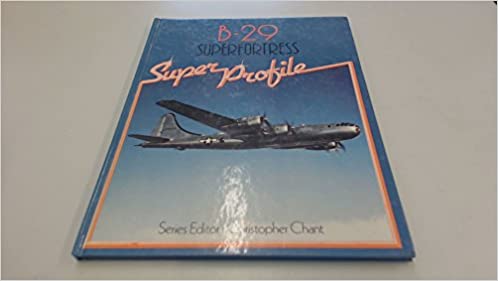 B-29
SUPERFORTRESS
Super Profile
Series Editor: Christopher Chant